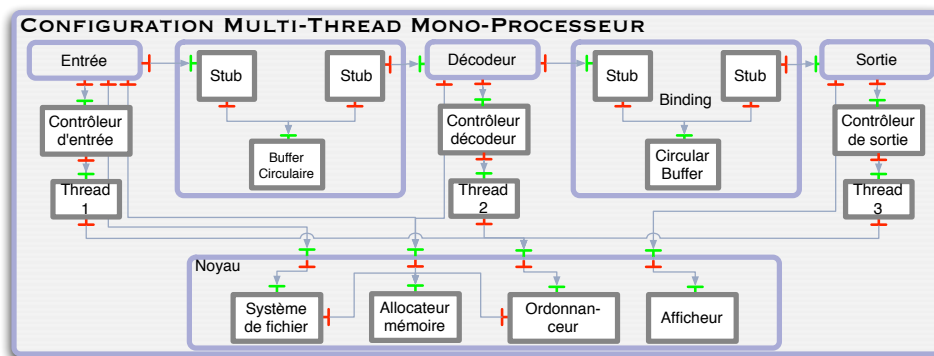 CONFIGURATION MULTI-THREAD MONO-PROCESSEUR
Entrée
Stub
Stub
Décodeur
Stub
Stub
Sortie
Binding
Contrôleur
d'entrée
Buffer
Circulaire
Contrôleur
décodeur
Circular
Buffer
Contrôleur
de sortie
Thread
1
Thread
2
Thread
3
Noyau
Système
de fichier
Allocateur
mémoire
Ordonnan-
ceur
Afficheur